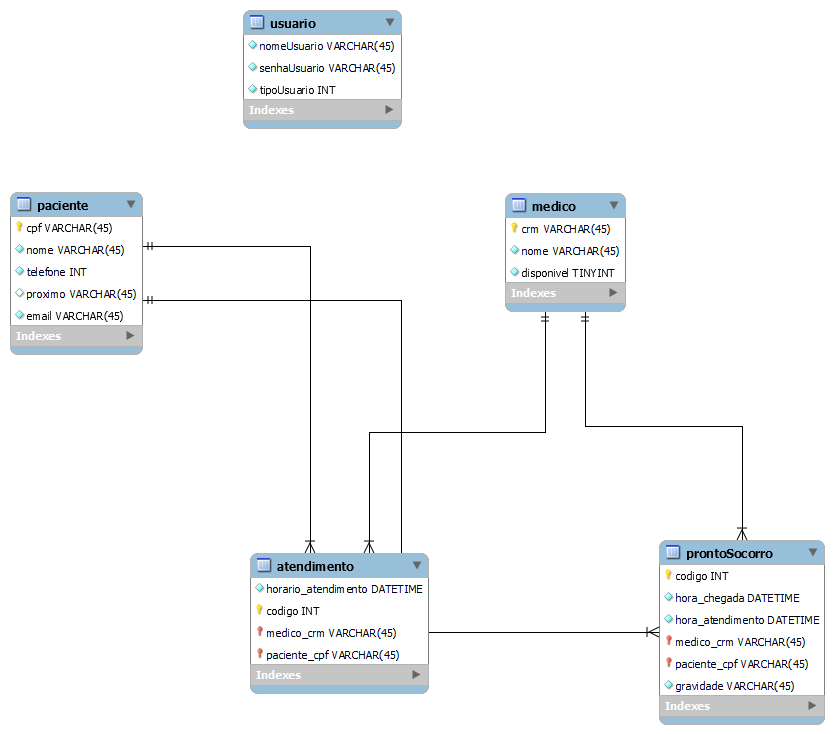 usuario
nomeUsuario VARCHAR(45)
senhaUsuario VARCHAR(45)
tipoUsuario INT
Indexes
paciente
cpf VARCHAR(45)
nome VARCHAR(45)
telefone INT
proximo VARCHAR(45)
email VARCHAR(45)
Indexes
medico
crm VARCHAR(45)
nome VARCHAR(45)
disponivel TINYINT
Indexes
atendimento
horario_atendimento DATETIME
codigo INT
medico_crm VARCHAR(45)
paciente_cpf VARCHAR(45)
Indexes
prontoSocorro
codigo INT
hora_chegada DATETIME
hora_atendimento DATETIME
medico_crm VARCHAR(45)
paciente_cpf VARCHAR(45)
gravidade VARCHAR(45)
Indexes